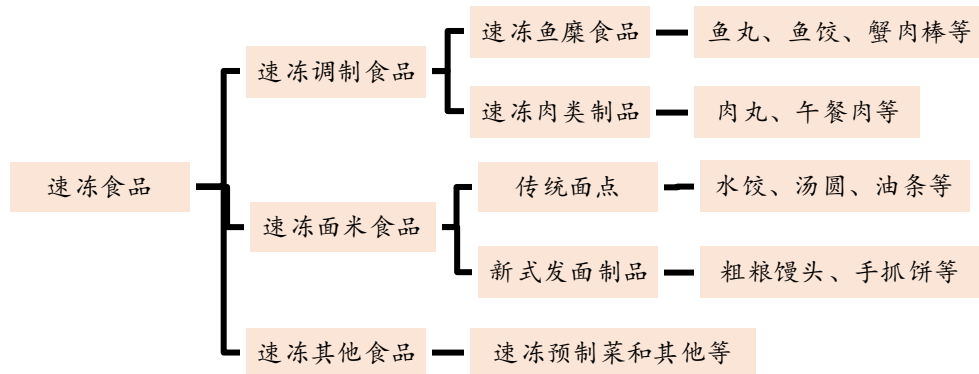 速冻食品
速冻调制食品
速冻鱼糜食品
鱼丸、鱼饺、蟹肉棒等
速冻肉类制品
肉丸、午餐肉等
速冻面米食品
传统面点
水饺、汤圆、油条等
新式发面制品
粗粮馒头、手抓饼等
速冻其他食品
速冻预制菜和其他等